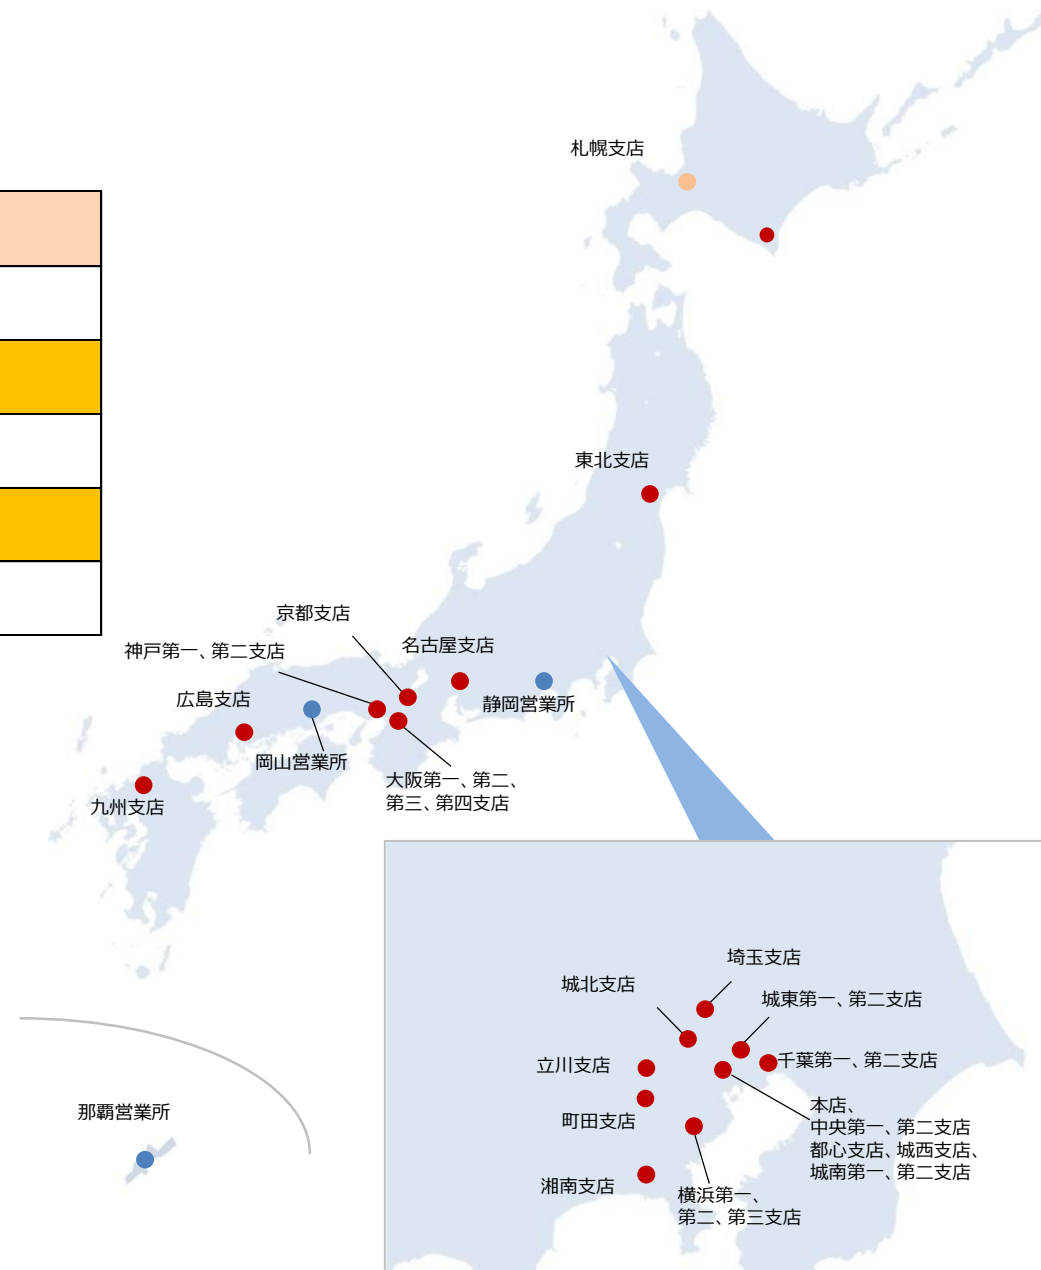 札幌支店
東北支店
京都支店
名古屋支店
神戸第一、第二支店
広島支店
静岡営業所
岡山営業所
大阪第一、第二、
第三、第四支店
九州支店
埼玉支店
城北支店
城東第一、第二支店
立川支店
千葉第一、第二支店
町田支店
本店、
中央第一、第二支店
都心支店、城西支店、
城南第一、第二支店
湘南支店
横浜第一、
第二、第三支店
那覇営業所